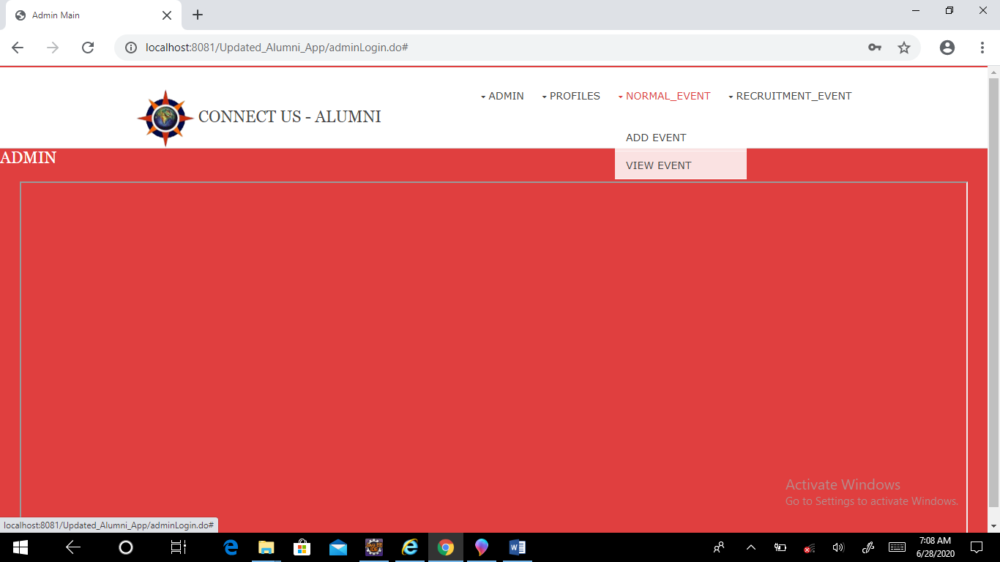 Admin Main
localhost:8081/Updated_Alumni_App/adminLogin.do#
ADMIN PROFILES NORMAL_EVENT RECRUITMENT_EVENT
CONNECT US - ALUMNI
ADD EVENT
ADMIN
VIEW EVENT
Activate Windows
Go to Settings to activate Windows.
localhost:8081/Updated_Alumni_App/adminLogin.do#
7:08 AM
6/28/2020